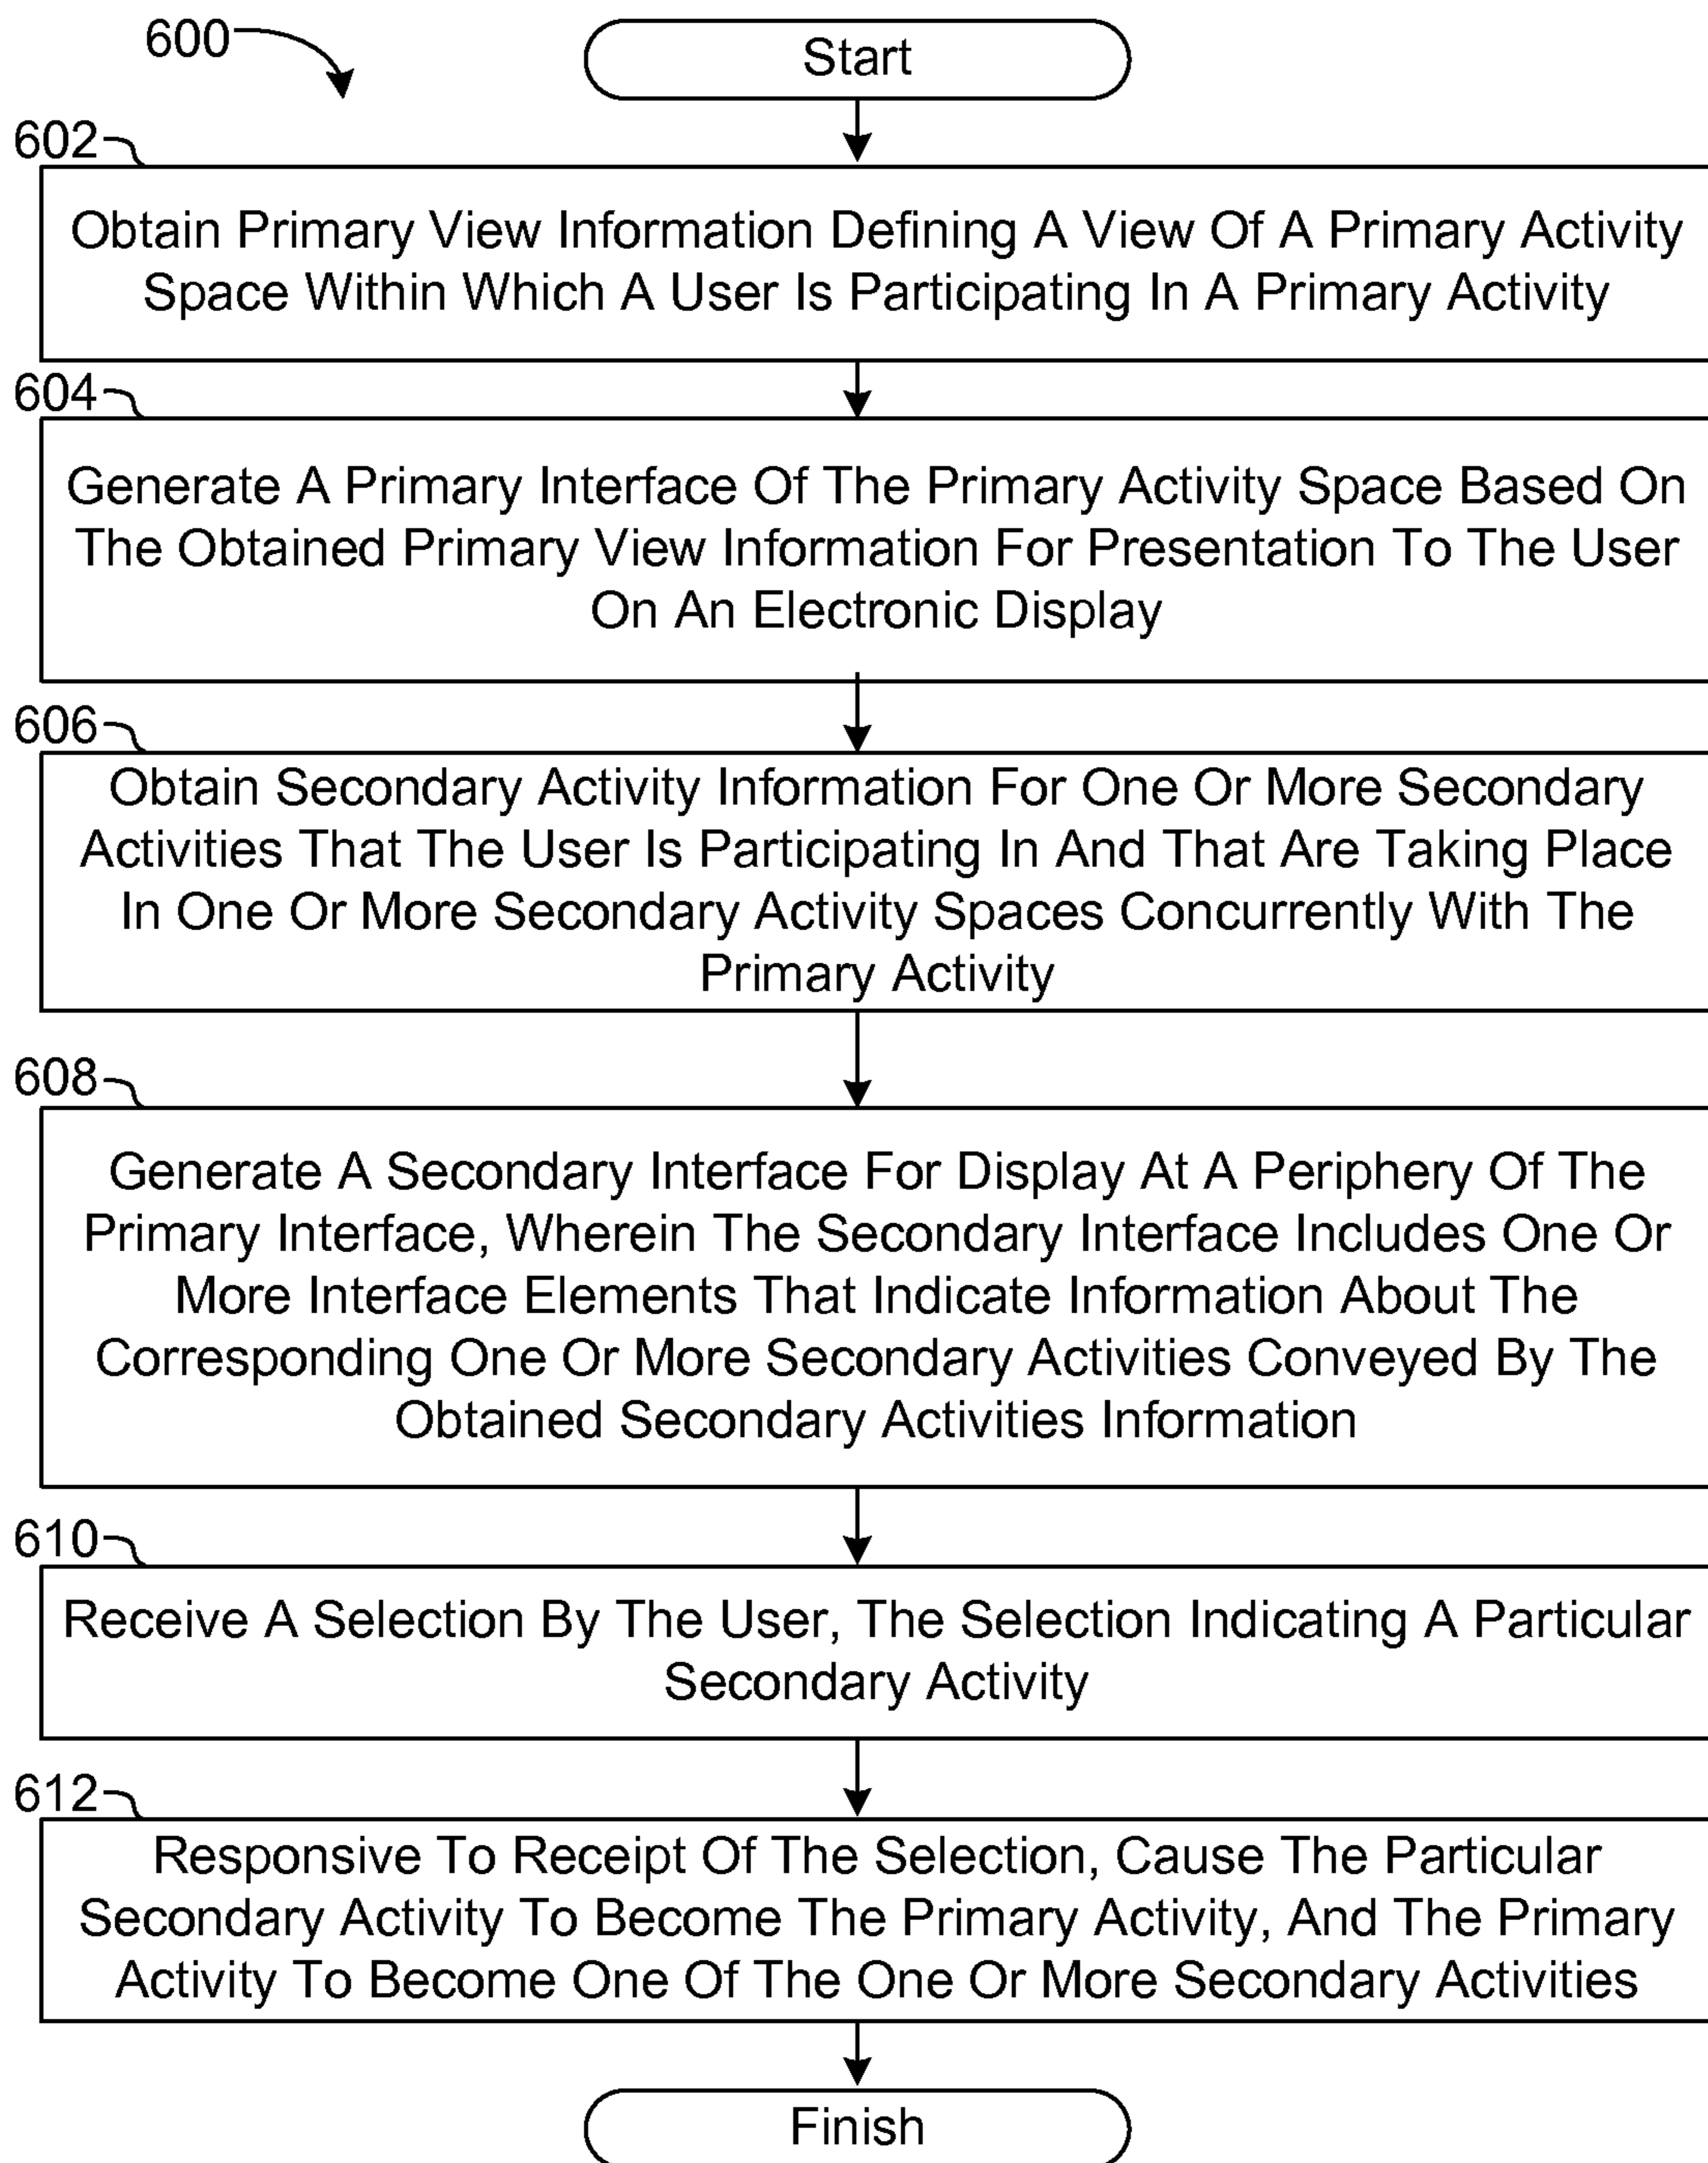 600
Start
602
Obtain Primary View Information Defining A View Of A Primary Activity
Space Within Which A User Is Participating In A Primary Activity
604
Generate A Primary Interface Of The Primary Activity Space Based On
The Obtained Primary View Information For Presentation To The User
On An Electronic Display
606
Obtain Secondary Activity Information For One Or More Secondary
Activities That The User Is Participating In And That Are Taking Place
In One Or More Secondary Activity Spaces Concurrently With The
Primary Activity
608
Generate A Secondary Interface For Display At A Periphery Of The
Primary Interface, Wherein The Secondary Interface Includes One Or
More Interface Elements That Indicate Information About The
Corresponding One Or More Secondary Activities Conveyed By The
Obtained Secondary Activities Information
610
Receive A Selection By The User, The Selection Indicating A Particular
Secondary Activity
612
Responsive To Receipt Of The Selection, Cause The Particular
Secondary Activity To Become The Primary Activity, And The Primary
Activity To Become One Of The One Or More Secondary Activities
Finish